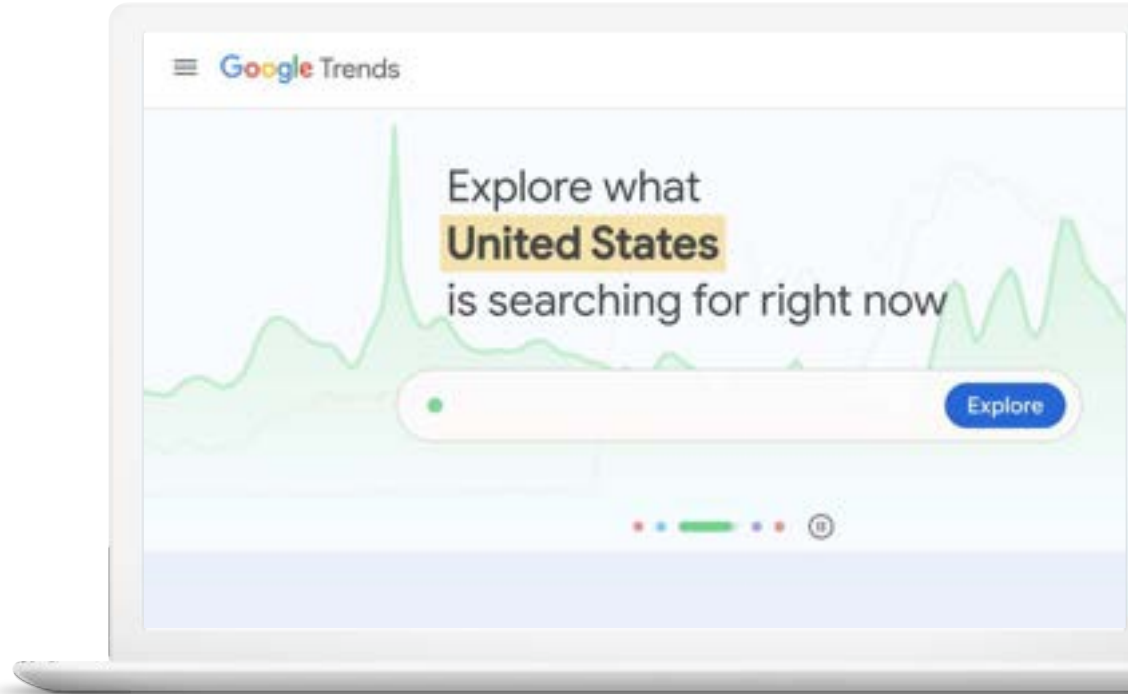 Google Trends
Explore what
United States
is searching for right now
Explore